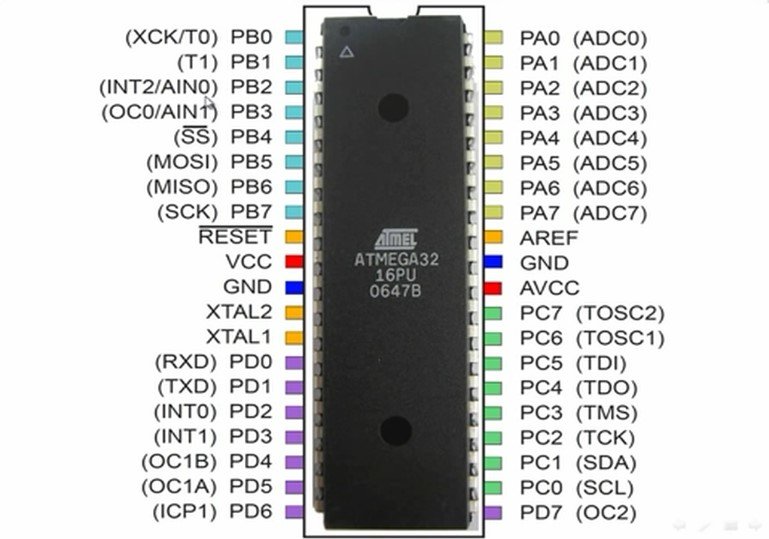 (XCK/T0) PB0
(T1) PB1
(INT2/AIN0) PB2
(OC0/AIN1) PB3
(SS) PB4
(MOSI) PB5
(MISO) PB6
(SCK) PB7
RESET
VCC
GND
XTAL2
XTAL1
(RXD) PD0
(TXD) PD1
(INT0) PD2
(INT1) PD3
(OC1B) PD4
(OC1A) PD5
(ICP1) PD6
ATMEL
ATMEGA32
16PU
0647B
PA0 (ADC0)
PA1 (ADC1)
PA2 (ADC2)
PA3 (ADC3)
PA4 (ADC4)
PA5 (ADC5)
PA6 (ADC6)
PA7 (ADC7)
AREF
GND
AVCC
PC7 (TOSC2)
PC6 (TOSC1)
PC5 (TDI)
PC4 (TDO)
PC3 (TMS)
PC2 (TCK)
PC1 (SDA)
PC0 (SCL)
PD7 (OC2)